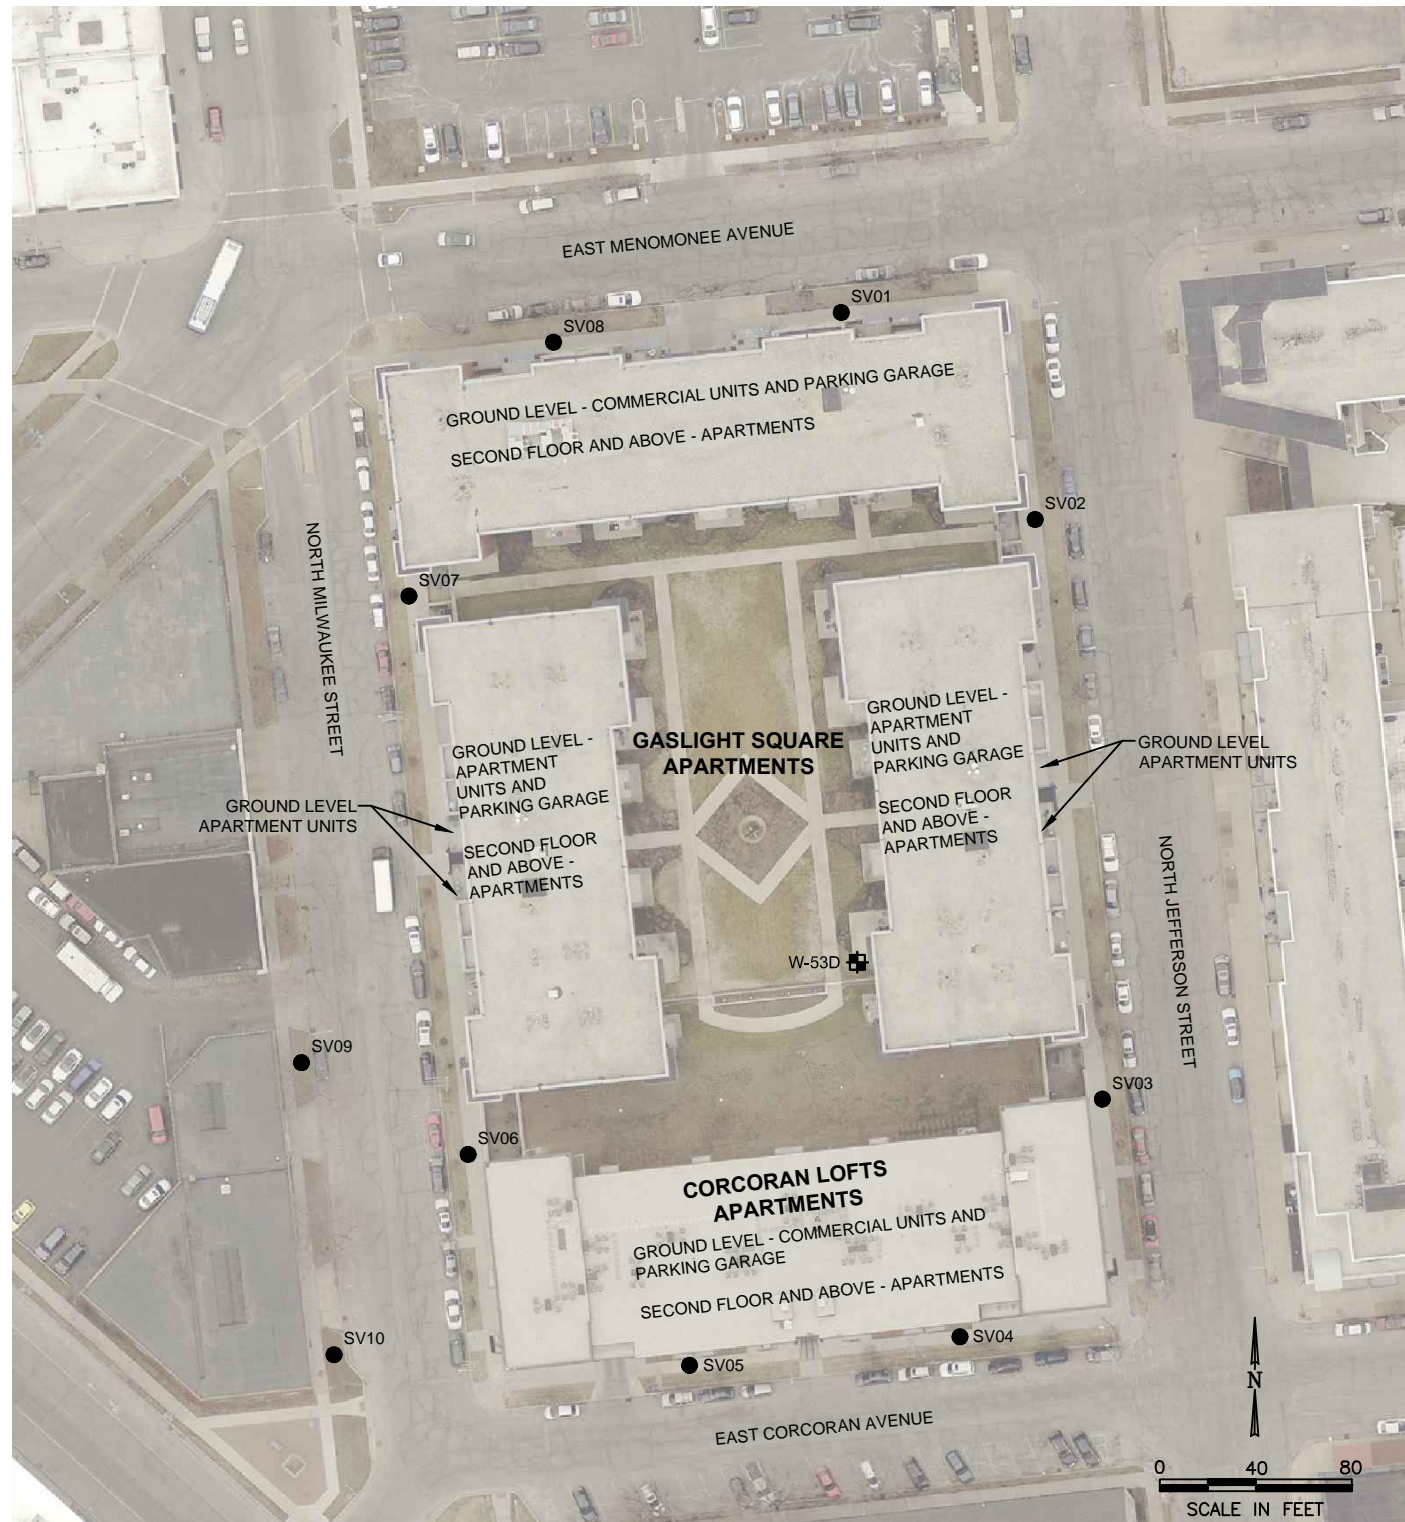 EAST MENOMONEE AVENUE
SV01
SV08
GROUND LEVEL - COMMERCIAL UNITS AND PARKING GARAGE
SECOND FLOOR AND ABOVE - APARTMENTS
SV02
SV07
NORTH MILWAUKEE STREET
GASLIGHT SQUARE
APARTMENTS
GROUND LEVEL -
APARTMENT
UNITS AND
PARKING GARAGE
SECOND FLOOR
AND ABOVE -
APARTMENTS
GROUND LEVEL
APARTMENT UNITS
GROUND LEVEL -
APARTMENT
UNITS AND
PARKING GARAGE
SECOND FLOOR
AND ABOVE -
APARTMENTS
GROUND LEVEL
APARTMENT UNITS
NORTH JEFFERSON STREET
W-53D
SV09
SV03
SV06
CORCORAN LOFTS
APARTMENTS
GROUND LEVEL - COMMERCIAL UNITS AND
PARKING GARAGE
SECOND FLOOR AND ABOVE - APARTMENTS
SV10
SV05
SV04
EAST CORCORAN AVENUE
N
0 40 80
SCALE IN FEET